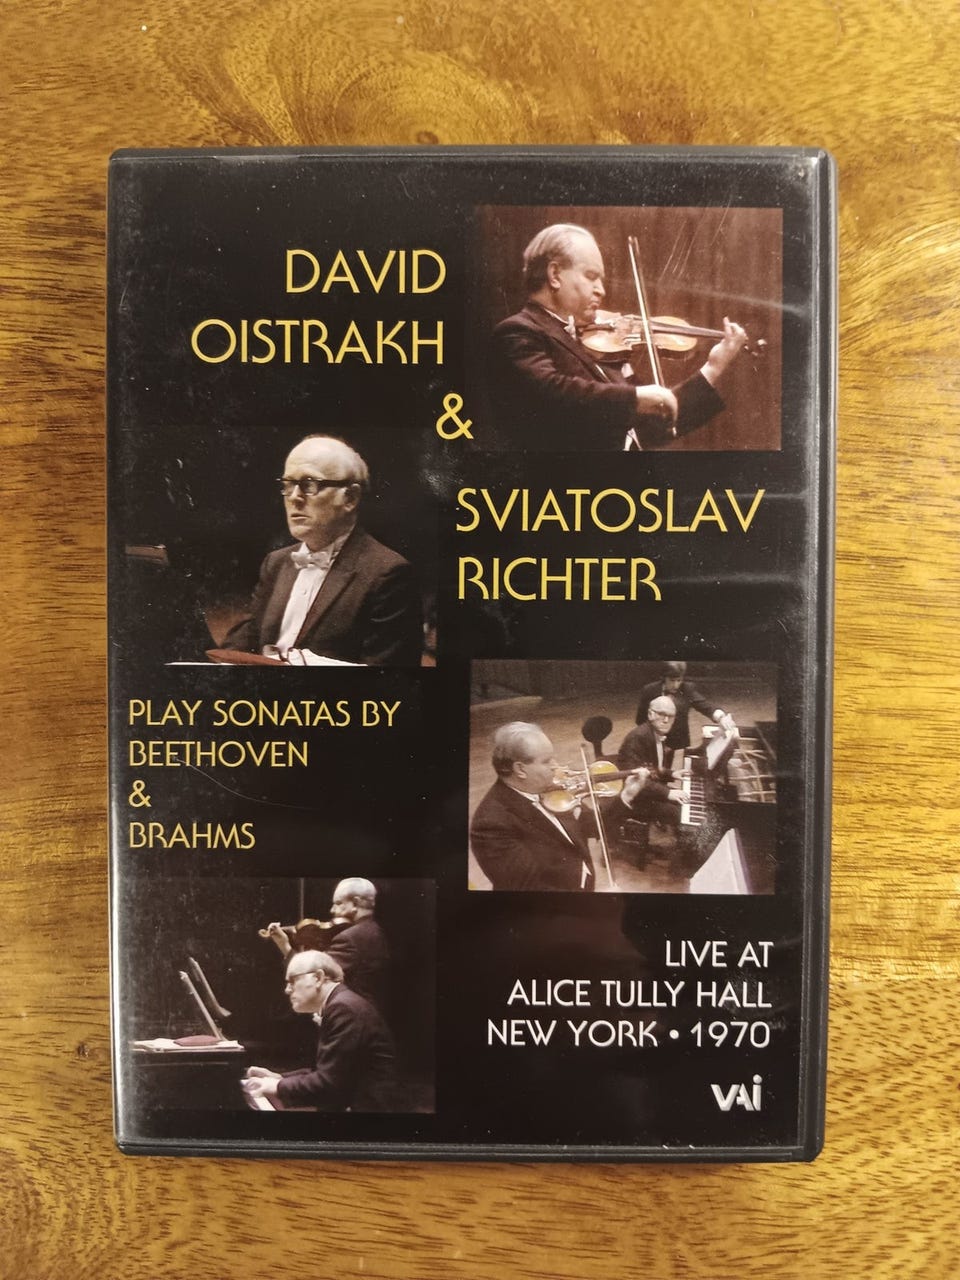 DAVID
OISTRAKH
&
SVIATOSLAV
RICHTER
PLAY SONATAS BY
BEETHOVEN
&
BRAHMS
LIVE AT
ALICE TULLY HALL
NEW YORK • 1970
VAI